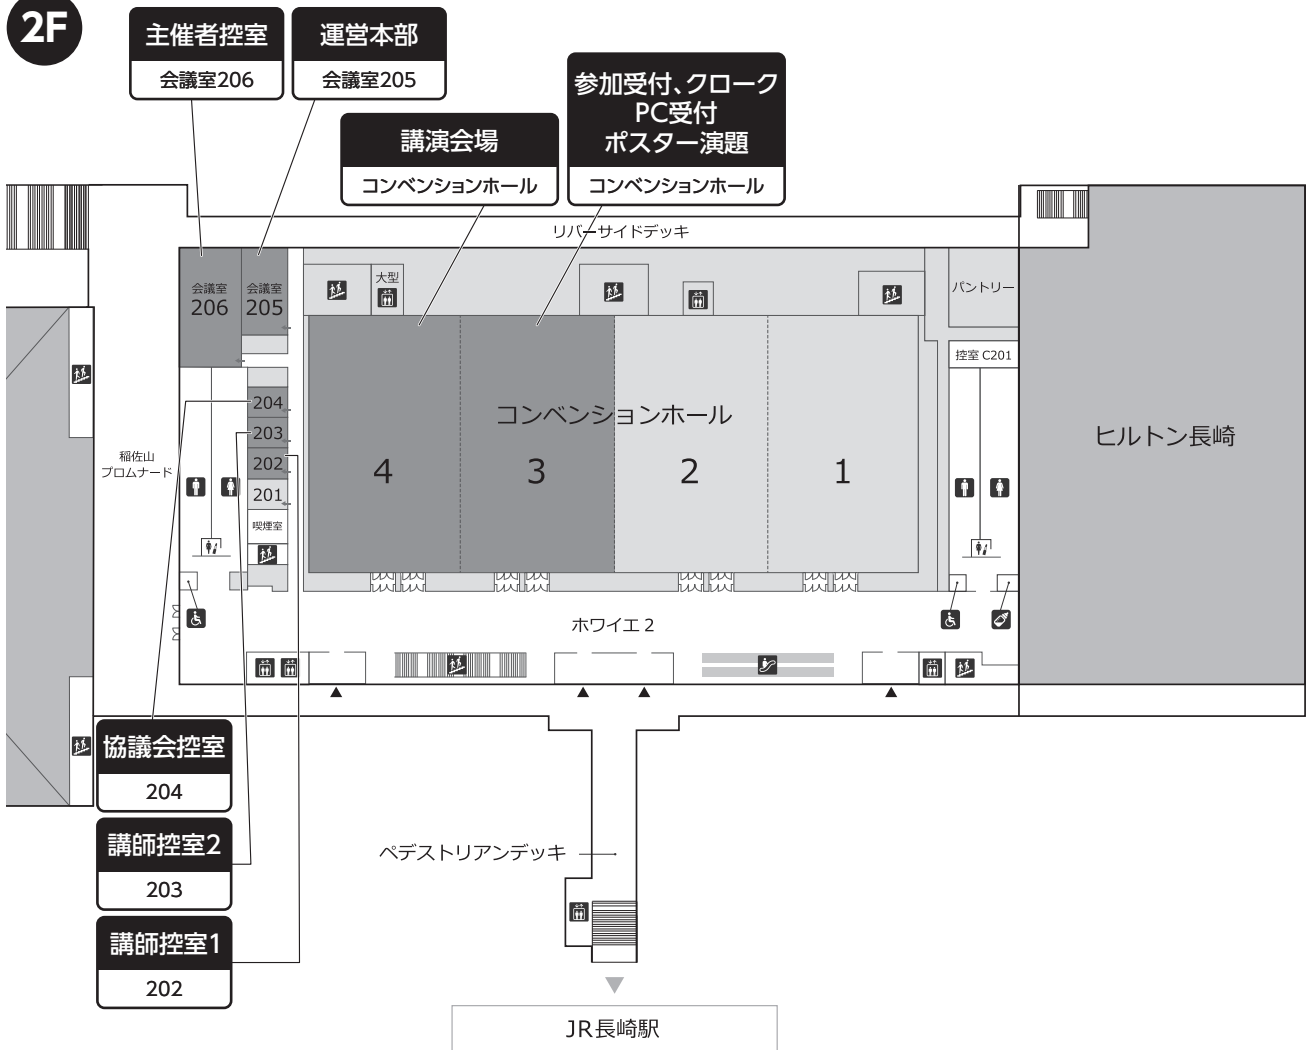 2F
主催者控室
会議室206
運営本部
会議室205
講演会場
コンベンションホール
参加受付、クローク
PC受付
ポスター演題
コンベンションホール
リバーサイドデッキ
会議室
206
会議室
205
大型
パントリー
控室 C201
204
203
202
201
喫煙室
稲佐山
プロムナード
コンベンションホール
4
3
2
1
ヒルトン長崎
ホワイエ 2
協議会控室
204
講師控室2
203
講師控室1
202
ペデストリアンデッキ
JR長崎駅